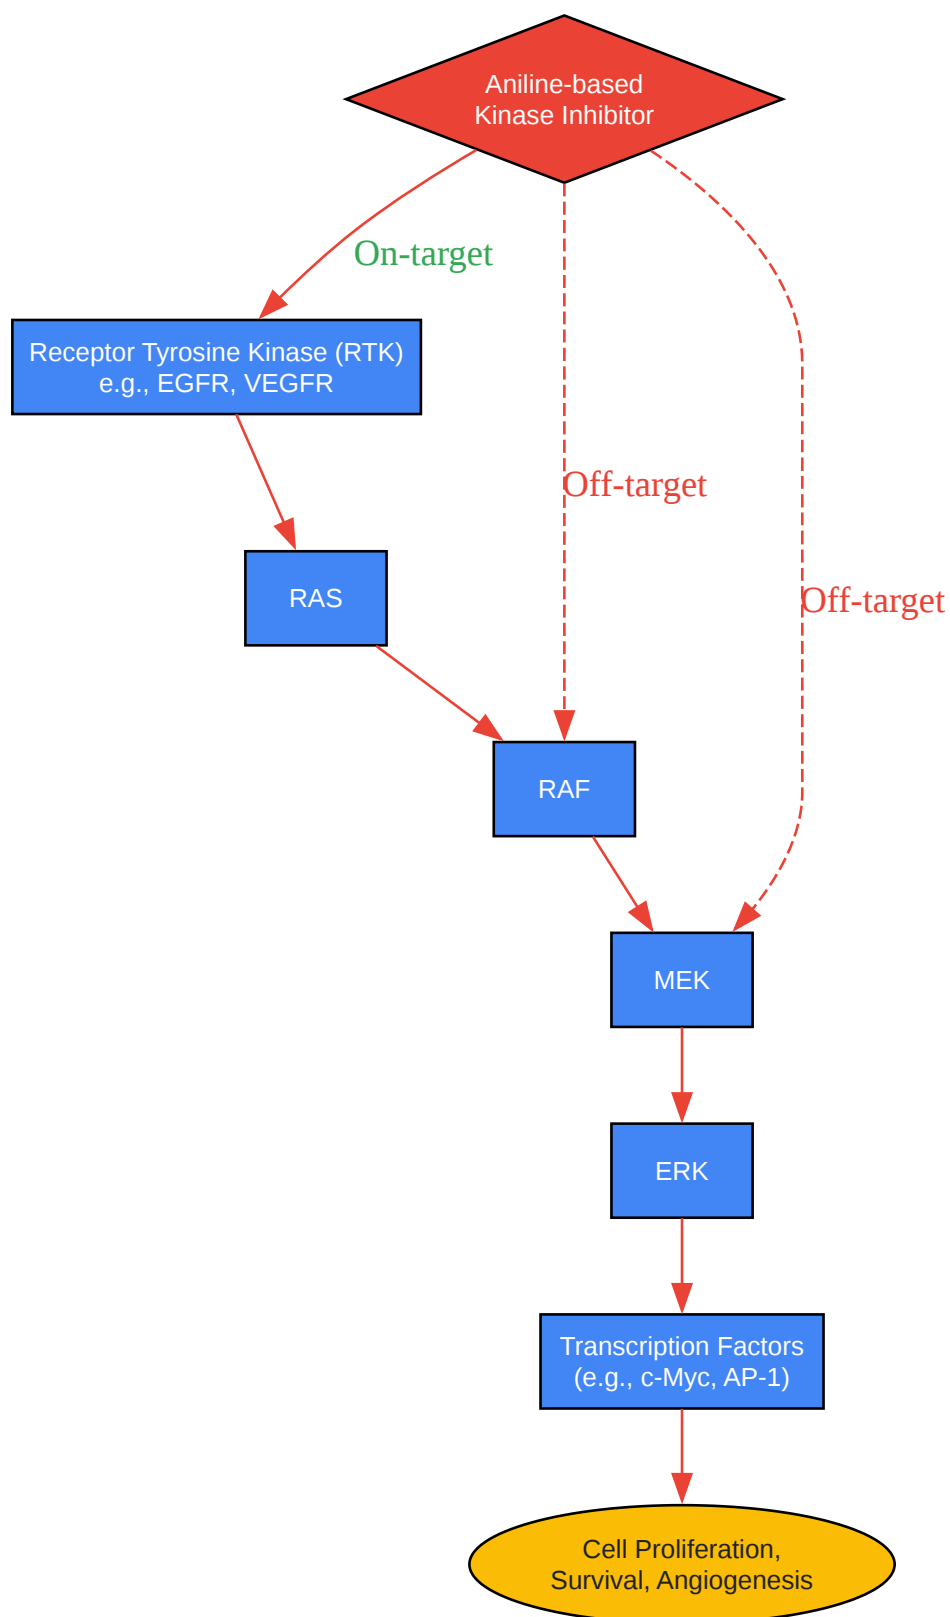 Aniline-based
Kinase Inhibitor
On-target
Receptor Tyrosine Kinase (RTK)
e.g., EGFR, VEGFR
Off-target
RAS
Off-target
RAF
MEK
ERK
Transcription Factors
(e.g., c-Myc, AP-1)
Cell Proliferation,
Survival, Angiogenesis